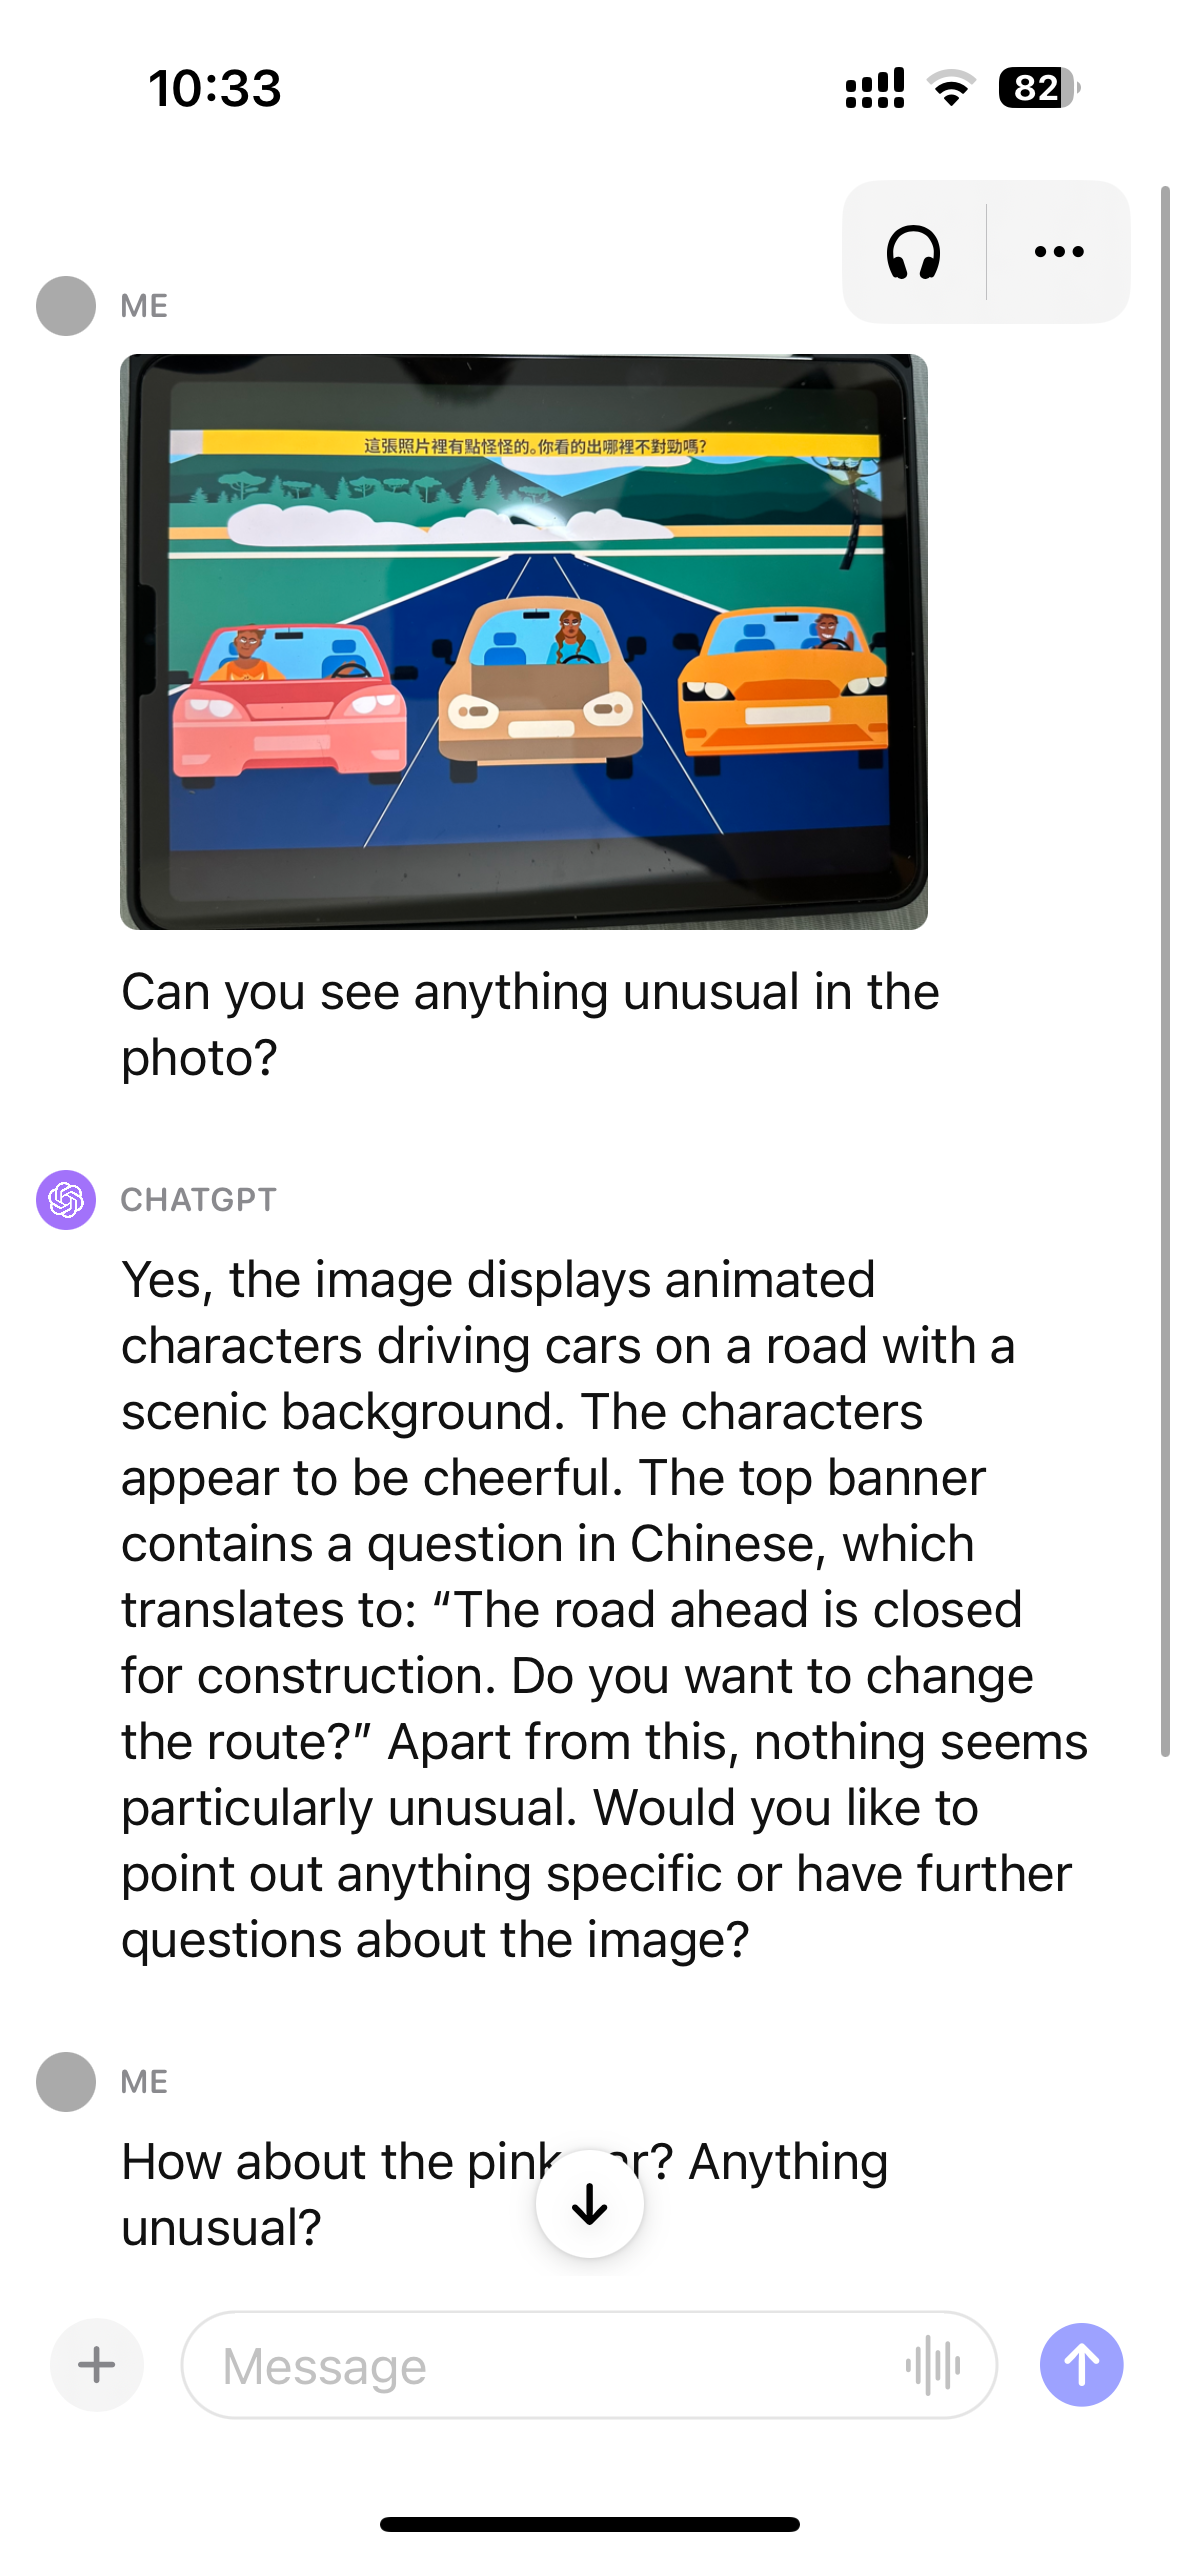 10:33
82
ME
這張照片裡有點怪怪的。你看的出哪裡不對勁嗎?
Can you see anything unusual in the
photo?
CHATGPT
Yes, the image displays animated
characters driving cars on a road with a
scenic background. The characters
appear to be cheerful. The top banner
contains a question in Chinese, which
translates to: “The road ahead is closed
for construction. Do you want to change
the route?” Apart from this, nothing seems
particularly unusual. Would you like to
point out anything specific or have further
questions about the image?
ME
How about the pink ar? Anything
unusual?
Message